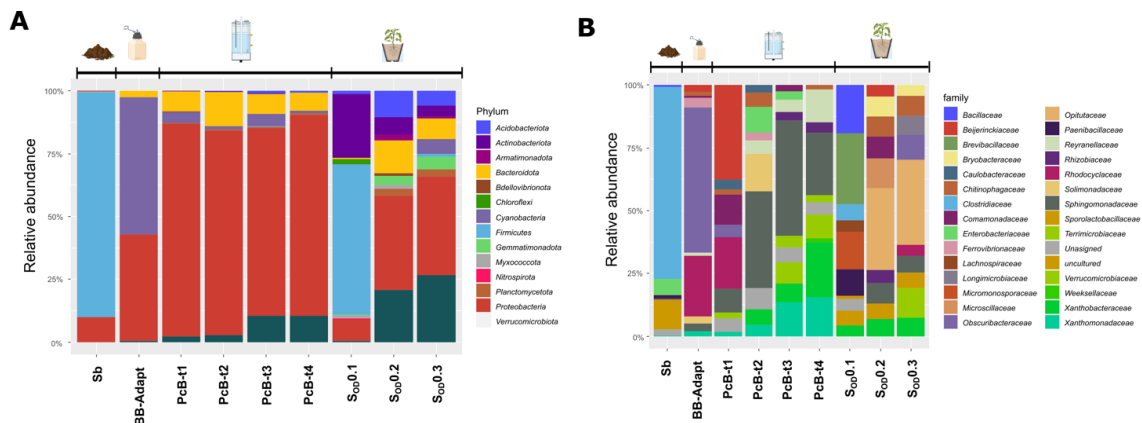 A
Relative abundance
100%
75%
50%
25%
0%
Sb
BB-Adapt
PcB-t1
PcB-t2
PcB-t3
PcB-t4
SOD0.1
SOD0.2
SOD0.3
Phylum
Acidobacteriota
Actinobacteriota
Armatimonadota
Bacteroidota
Bdellovibrionota
Chloroflexi
Cyanobacteria
Firmicutes
Gemmatimonadota
Myxococcota
Nitrospirota
Planctomycetota
Proteobacteria
Verrucomicrobiota
B
Relative abundance
100%
75%
50%
25%
0%
Sb
BB-Adapt
PcB-t1
PcB-t2
PcB-t3
PcB-t4
SOD0.1
SOD0.2
SOD0.3
family
Bacillaceae
Beijerinckiaceae
Brevibacillaceae
Bryobacteraceae
Caulobacteraceae
Chitinophagaceae
Clostridiaceae
Comamonadaceae
Enterobacteriaceae
Ferrovibrionaceae
Lachnospiraceae
Longimicrobiaceae
Micromonosporaceae
Microscillaceae
Obscuribacteraceae
Opitutaceae
Paenibacillaceae
Reyranellaceae
Rhizobiaceae
Rhodocyclaceae
Solimonadaceae
Sphingomonadaceae
Sporolactobacillaceae
Terrimicrobiaceae
Unasigned
uncultured
Verrucomicrobiaceae
Weeksellaceae
Xanthobacteraceae
Xanthomonadaceae